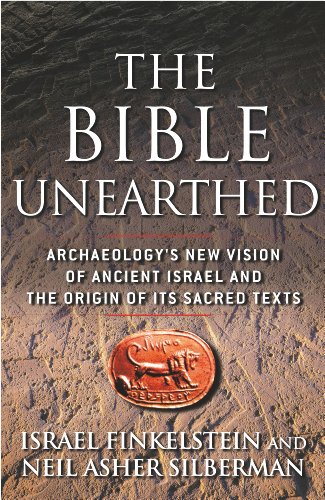 THE
BIBLE
UNEARTHED
ARCHAEOLOGY'S NEW VISION
OF ANCIENT ISRAEL AND
THE ORIGIN OF ITS SACRED TEXTS
ISRAEL FINKELSTEIN AND
NEIL ASHER SILBERMAN